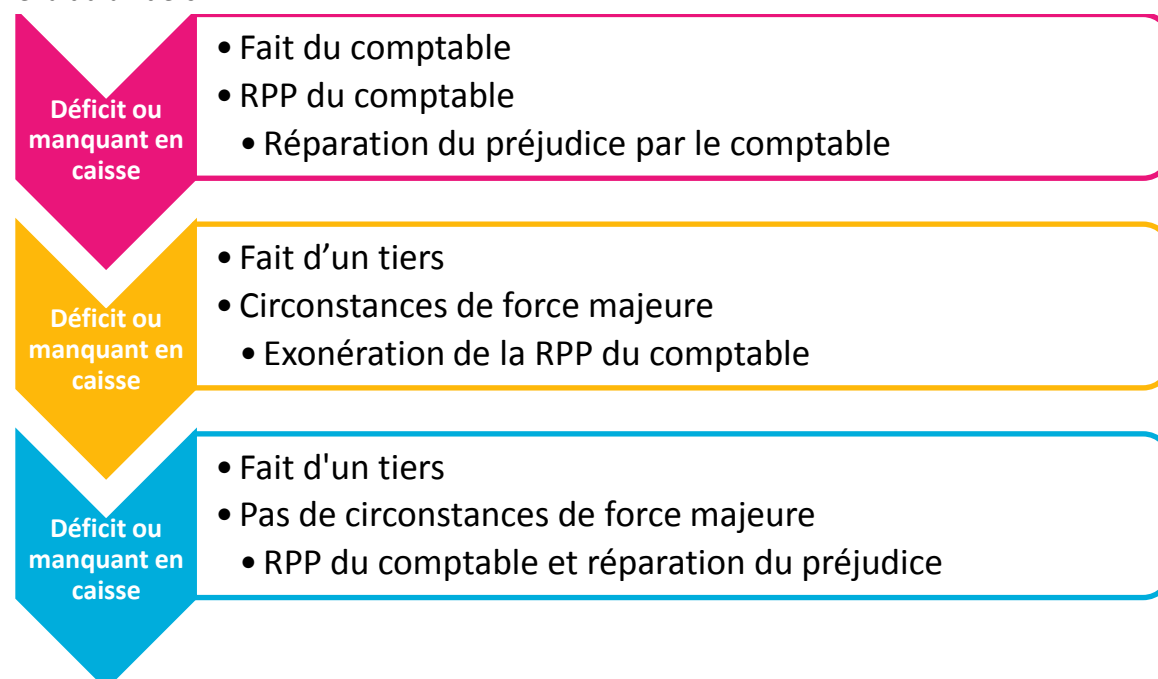 Déficit ou
manquant en
caisse
• Fait du comptable
• RPP du comptable
• Réparation du préjudice par le comptable
Déficit ou
manquant en
caisse
• Fait d’un tiers
• Circonstances de force majeure
• Exonération de la RPP du comptable
Déficit ou
manquant en
caisse
• Fait d'un tiers
• Pas de circonstances de force majeure
• RPP du comptable et réparation du préjudice